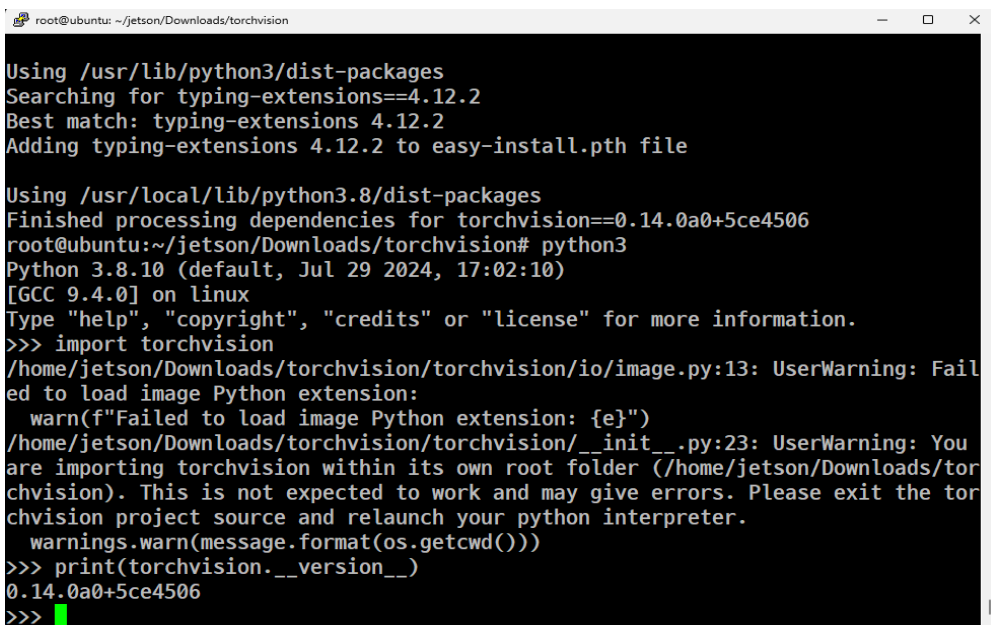 root@ubuntu: ~/jetson/Downloads/torchvision
Using /usr/lib/python3/dist-packages
Searching for typing-extensions==4.12.2
Best match: typing-extensions 4.12.2
Adding typing-extensions 4.12.2 to easy-install.pth file
Using /usr/local/lib/python3.8/dist-packages
Finished processing dependencies for torchvision==0.14.0a0+5ce4506
root@ubuntu:~/jetson/Downloads/torchvision# python3
Python 3.8.10 (default, Jul 29 2024, 17:02:10)
[GCC 9.4.0] on linux
Type "help", "copyright", "credits" or "license" for more information.
>>> import torchvision
/home/jetson/Downloads/torchvision/torchvision/io/image.py:13: UserWarning: Fail
ed to load image Python extension:
  warn(f"Failed to load image Python extension: {e}")
/home/jetson/Downloads/torchvision/torchvision/__init__.py:23: UserWarning: You
are importing torchvision within its own root folder (/home/jetson/Downloads/tor
chvision). This is not expected to work and may give errors. Please exit the tor
chvision project source and relaunch your python interpreter.
  warnings.warn(message.format(os.getcwd()))
>>> print(torchvision.__version__)
0.14.0a0+5ce4506
>>>